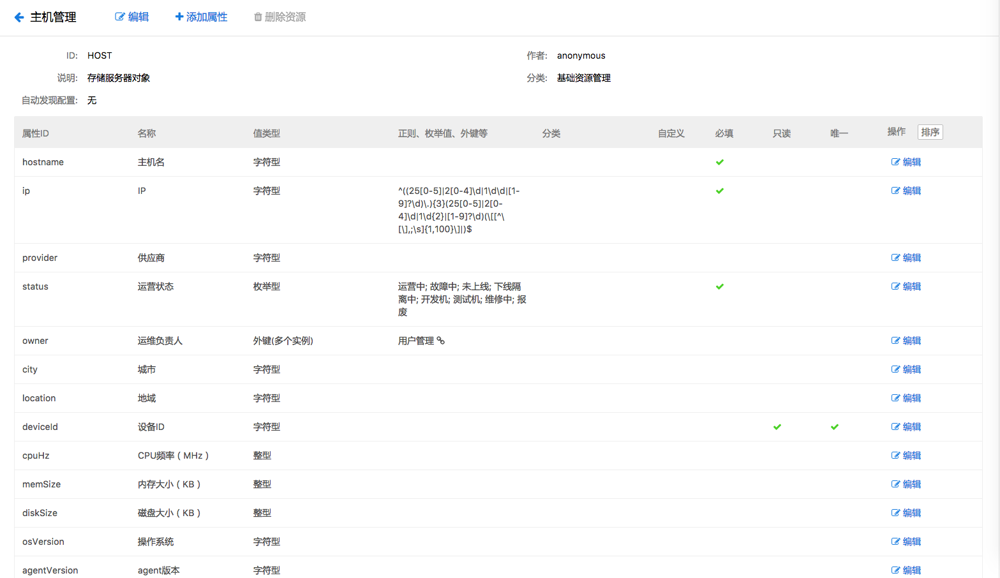 主机管理 编辑 添加属性 删除资源
ID: HOST 作者: anonymous
说明: 存储服务器对象 分类: 基础资源管理
自动发现配置: 无
属性ID 名称 值类型 正则、枚举值、外键等 分类 自定义 必填 只读 唯一 操作 排序
hostname 主机名 字符型 编辑
ip IP 字符型 ^((25[0-5]|2[0-4]\d|1\d\d|[1- 编辑
9]?\d)\.){3}(25[0-5]|2[0-
4]\d|1\d{2}|[1-9]?\d)(\[[^\
[\],;\s]{1,100}\]|)$
provider 供应商 字符型 编辑
status 运营状态 枚举型 运营中; 故障中; 未上线; 下线隔 编辑
离中; 开发机; 测试机; 维修中; 报
废
owner 运维负责人 外键(多个实例) 用户管理 编辑
city 城市 字符型 编辑
location 地域 字符型 编辑
deviceId 设备ID 字符型 编辑
cpuHz CPU频率（MHz） 整型 编辑
memSize 内存大小（KB） 整型 编辑
diskSize 磁盘大小（KB） 整型 编辑
osVersion 操作系统 字符型 编辑
agentVersion agent版本 字符型 编辑